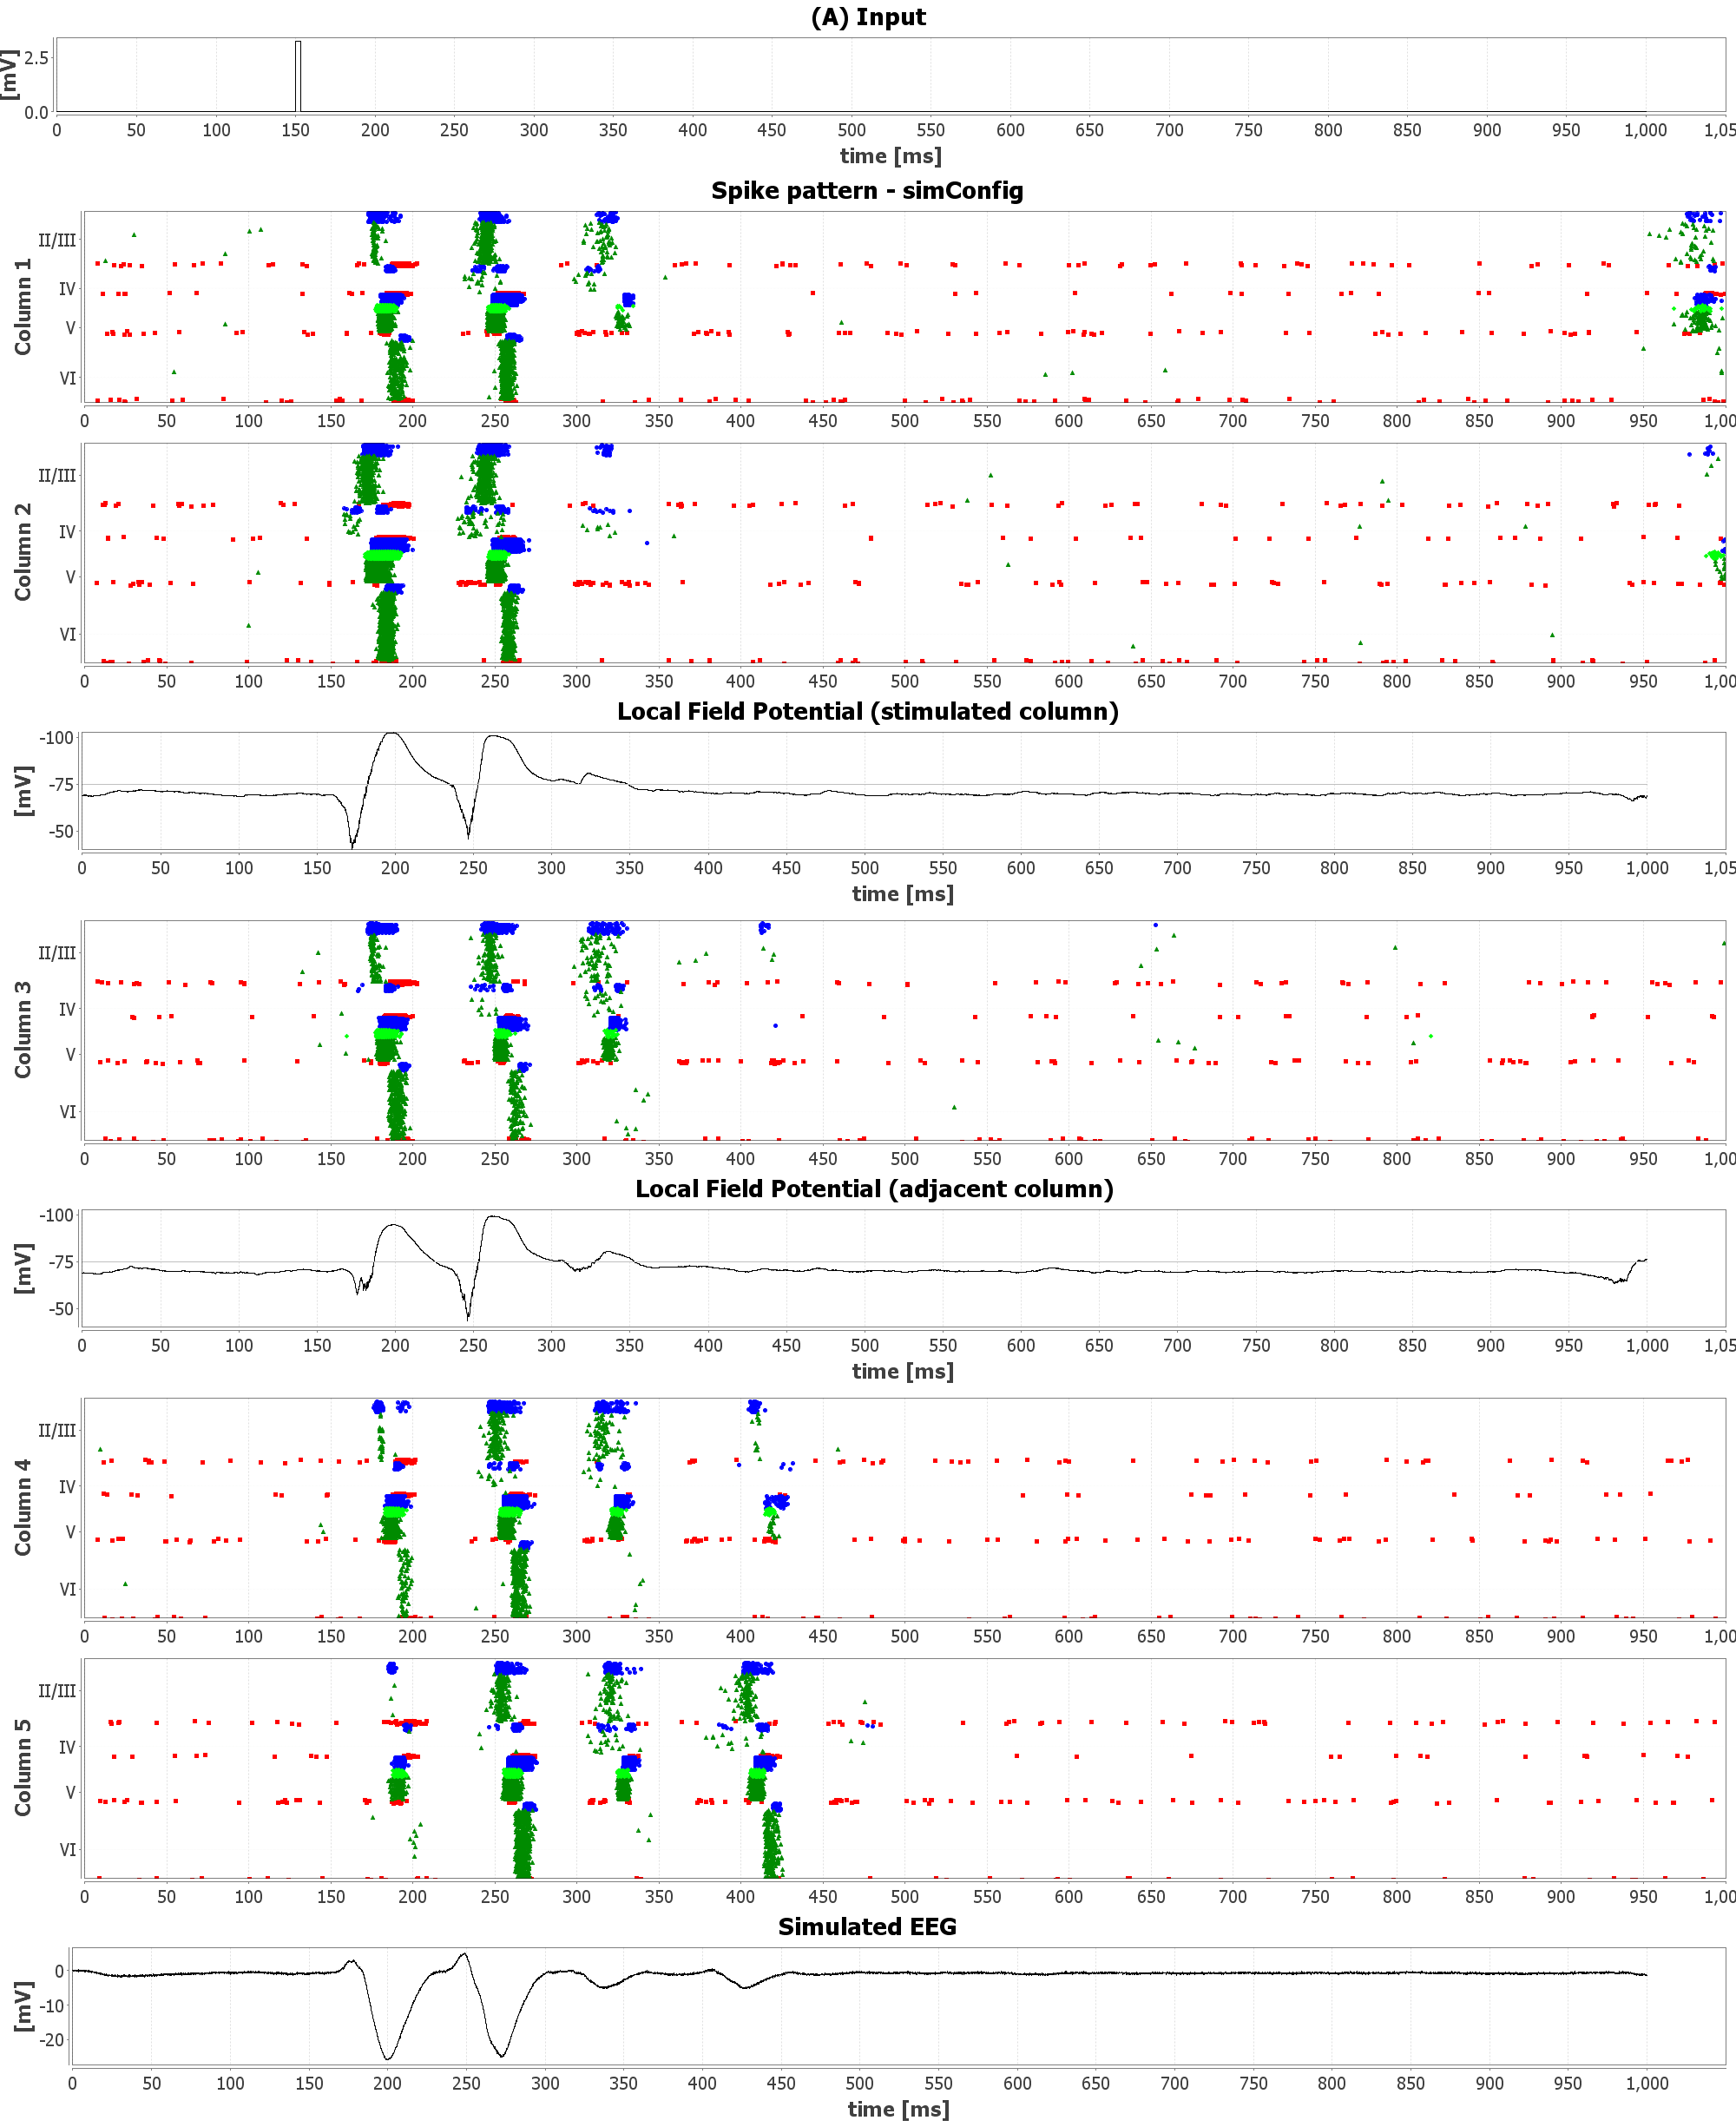 (A) Input
[mV]
2.5
0.0
0 50 100 150 200 250 300 350 400 450 500 550 600 650 700 750 800 850 900 950 1,000 1,05
time [ms]
Spike pattern - simConfig
Column 1
II/III
IV
V
VI
0 50 100 150 200 250 300 350 400 450 500 550 600 650 700 750 800 850 900 950 1,00
Column 2
II/III
IV
V
VI
0 50 100 150 200 250 300 350 400 450 500 550 600 650 700 750 800 850 900 950 1,00
Local Field Potential (stimulated column)
[mV]
-100
-75
-50
0 50 100 150 200 250 300 350 400 450 500 550 600 650 700 750 800 850 900 950 1,000 1,05
time [ms]
Column 3
II/III
IV
V
VI
0 50 100 150 200 250 300 350 400 450 500 550 600 650 700 750 800 850 900 950 1,00
Local Field Potential (adjacent column)
[mV]
-100
-75
-50
0 50 100 150 200 250 300 350 400 450 500 550 600 650 700 750 800 850 900 950 1,000 1,05
time [ms]
Column 4
II/III
IV
V
VI
0 50 100 150 200 250 300 350 400 450 500 550 600 650 700 750 800 850 900 950 1,00
Column 5
II/III
IV
V
VI
0 50 100 150 200 250 300 350 400 450 500 550 600 650 700 750 800 850 900 950 1,00
Simulated EEG
[mV]
0
-10
-20
0 50 100 150 200 250 300 350 400 450 500 550 600 650 700 750 800 850 900 950 1,000
time [ms]